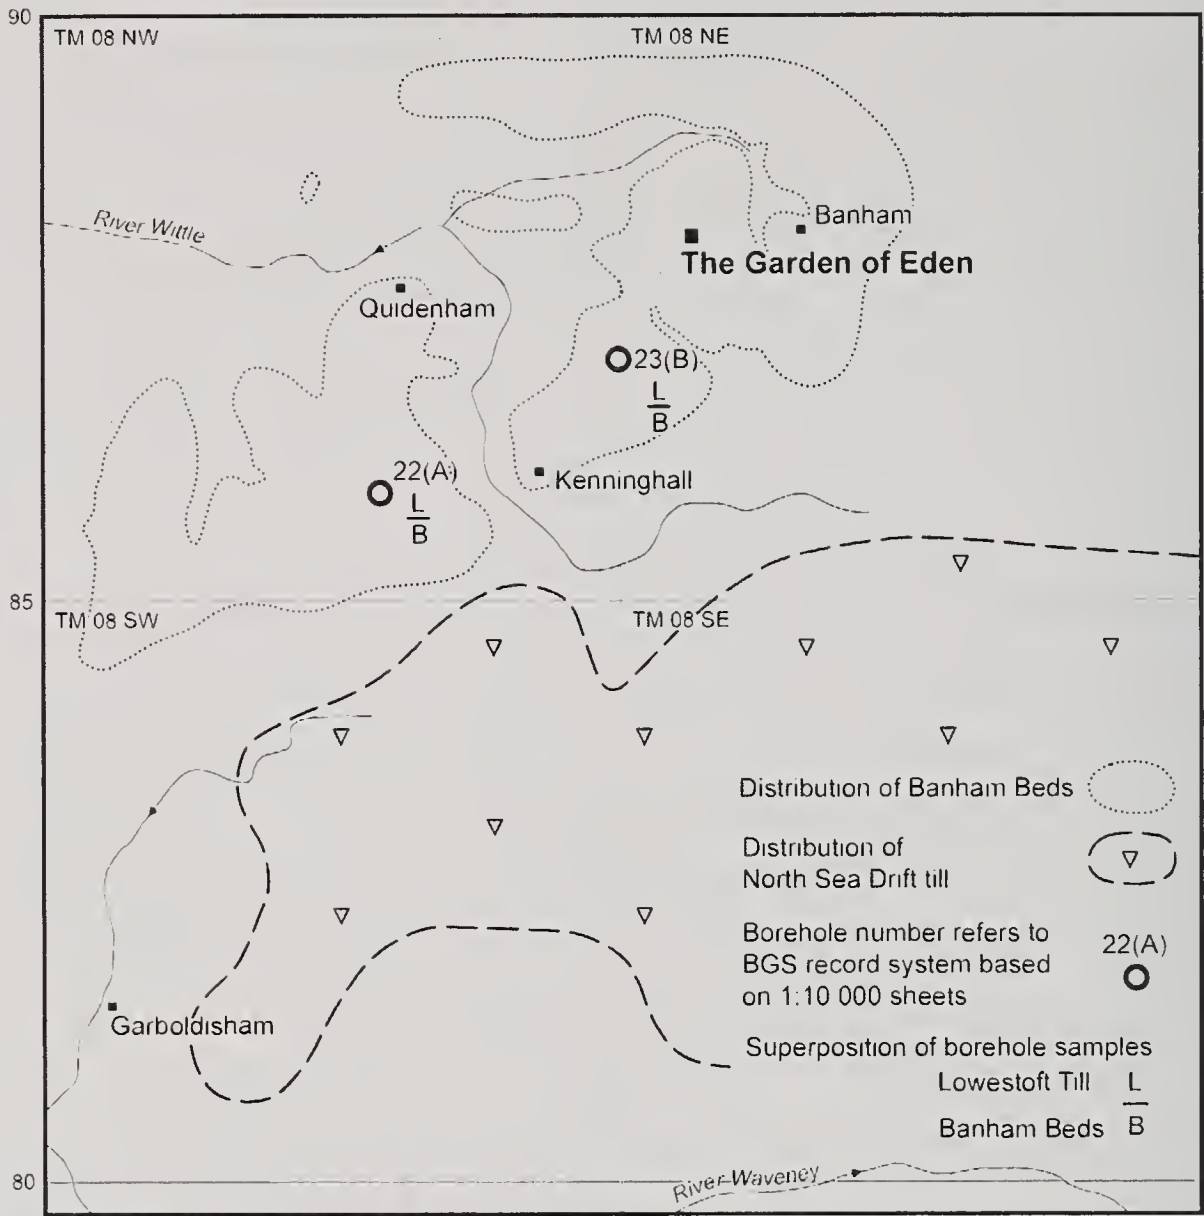 90
TM 08 NW
TM 08 NE
River Wittle
Banham
The Garden of Eden
Quidenham
23(B)
L
B
22(A)
L
B
Kenninghall
85
TM 08 SW
TM 08 SE
Distribution of Banham Beds
Distribution of
North Sea Drift till
Borehole number refers to
BGS record system based
on 1:10 000 sheets
22(A)
Garboldisham
Superposition of borehole samples
Lowestoft Till L
Banham Beds B
80
River Waveney